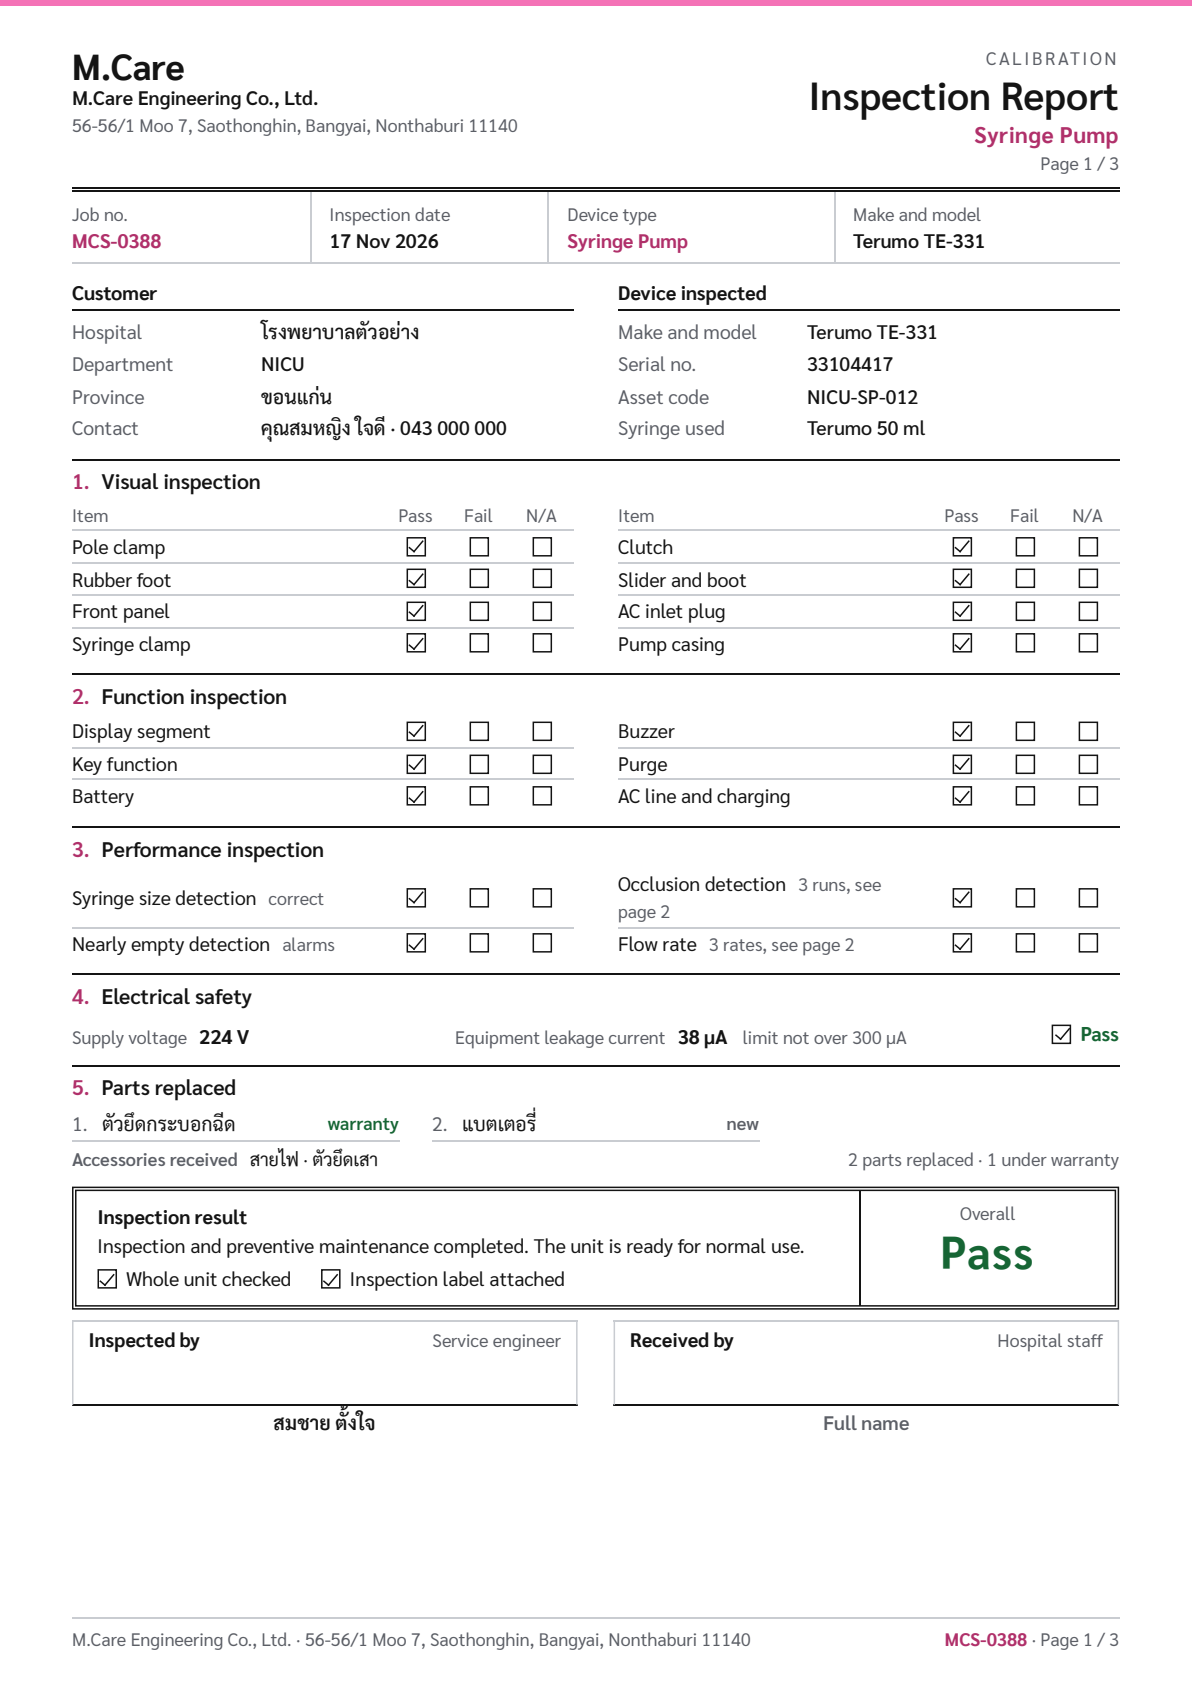 M.Care
M.Care Engineering Co., Ltd.
56-56/1 Moo 7, Saothonghin, Bangyai, Nonthaburi 11140
CALIBRATION
Inspection Report
Syringe Pump
Page 1 / 3
Job no. Inspection date Device type Make and model
MCS-0388 17 Nov 2026 Syringe Pump Terumo TE-331
Customer
Hospital โรงพยาบาลตัวอย่าง
Department NICU
Province ขอนแก่น
Contact คุณสมหญิง ใจดี · 043 000 000
Device inspected
Make and model Terumo TE-331
Serial no. 33104417
Asset code NICU-SP-012
Syringe used Terumo 50 ml
1. Visual inspection
Item Pass Fail N/A Item Pass Fail N/A
Pole clamp ☑ ☐ ☐ Clutch ☑ ☐ ☐
Rubber foot ☑ ☐ ☐ Slider and boot ☑ ☐ ☐
Front panel ☑ ☐ ☐ AC inlet plug ☑ ☐ ☐
Syringe clamp ☑ ☐ ☐ Pump casing ☑ ☐ ☐
2. Function inspection
Display segment ☑ ☐ ☐ Buzzer ☑ ☐ ☐
Key function ☑ ☐ ☐ Purge ☑ ☐ ☐
Battery ☑ ☐ ☐ AC line and charging ☑ ☐ ☐
3. Performance inspection
Syringe size detection correct ☑ ☐ ☐
Occlusion detection 3 runs, see
page 2 ☑ ☐ ☐
Nearly empty detection alarms ☑ ☐ ☐ Flow rate 3 rates, see page 2 ☑ ☐ ☐
4. Electrical safety
Supply voltage 224 V Equipment leakage current 38 µA limit not over 300 µA ☑ Pass
5. Parts replaced
1. ตัวยึดกระบอกฉีด warranty 2. แบตเตอรี่ new
Accessories received สายไฟ · ตัวยึดเสา 2 parts replaced · 1 under warranty
Inspection result
Inspection and preventive maintenance completed. The unit is ready for normal use.
☑ Whole unit checked ☑ Inspection label attached
Overall
Pass
Inspected by Service engineer Received by Hospital staff
สมชาย ตั้งใจ Full name
M.Care Engineering Co., Ltd. · 56-56/1 Moo 7, Saothonghin, Bangyai, Nonthaburi 11140 MCS-0388 · Page 1 / 3